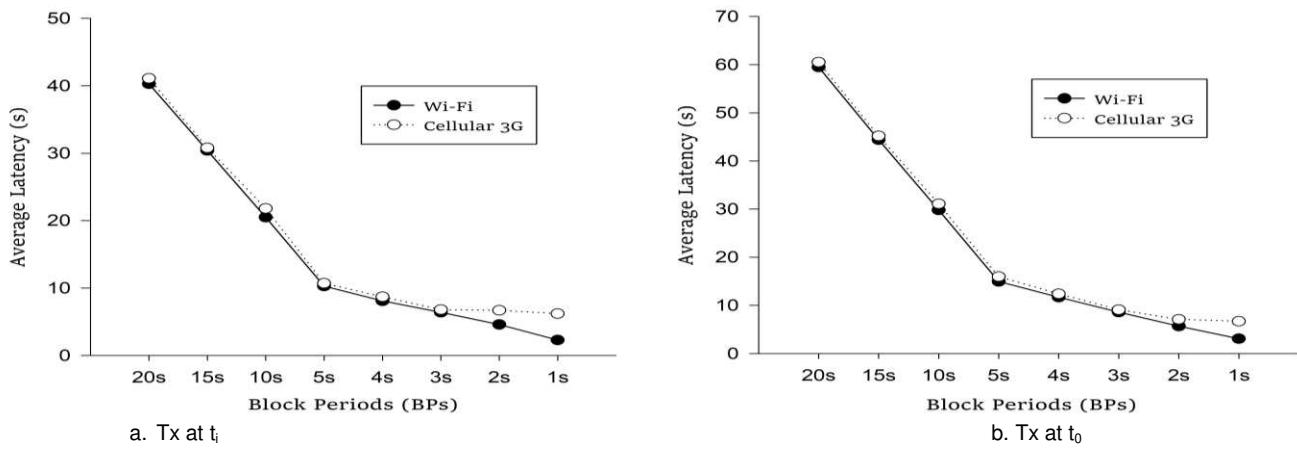 50
40
30
20
10
0
Average Latency (s)
Wi-Fi
Cellular 3G
20s 15s 10s 5s 4s 3s 2s 1s
Block Periods (BPs)
a. Tx at tᵢ
70
60
50
40
30
20
10
0
Average Latency (s)
Wi-Fi
Cellular 3G
20s 15s 10s 5s 4s 3s 2s 1s
Block Periods (BPs)
b. Tx at t₀